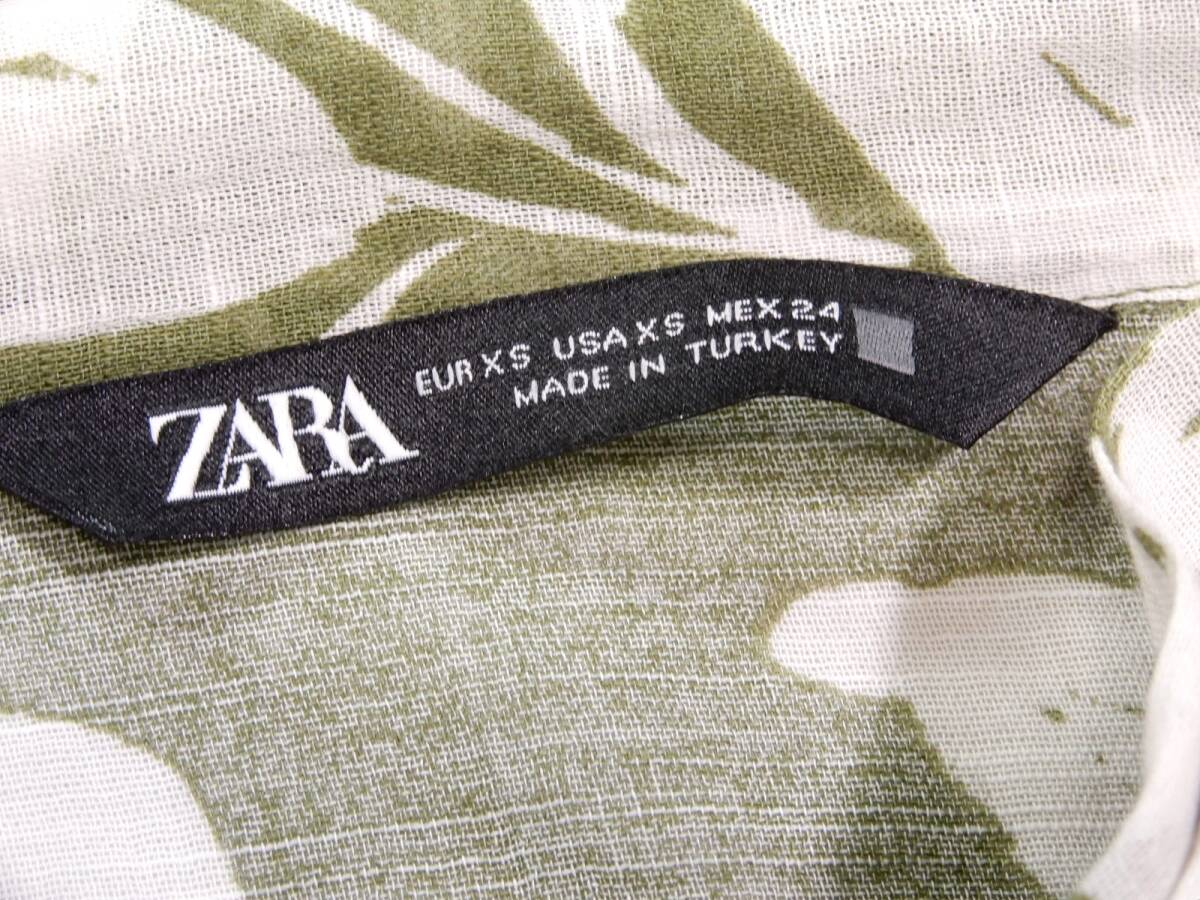 ZARA
EUR XS USA XS MEX 24
MADE IN TURKEY